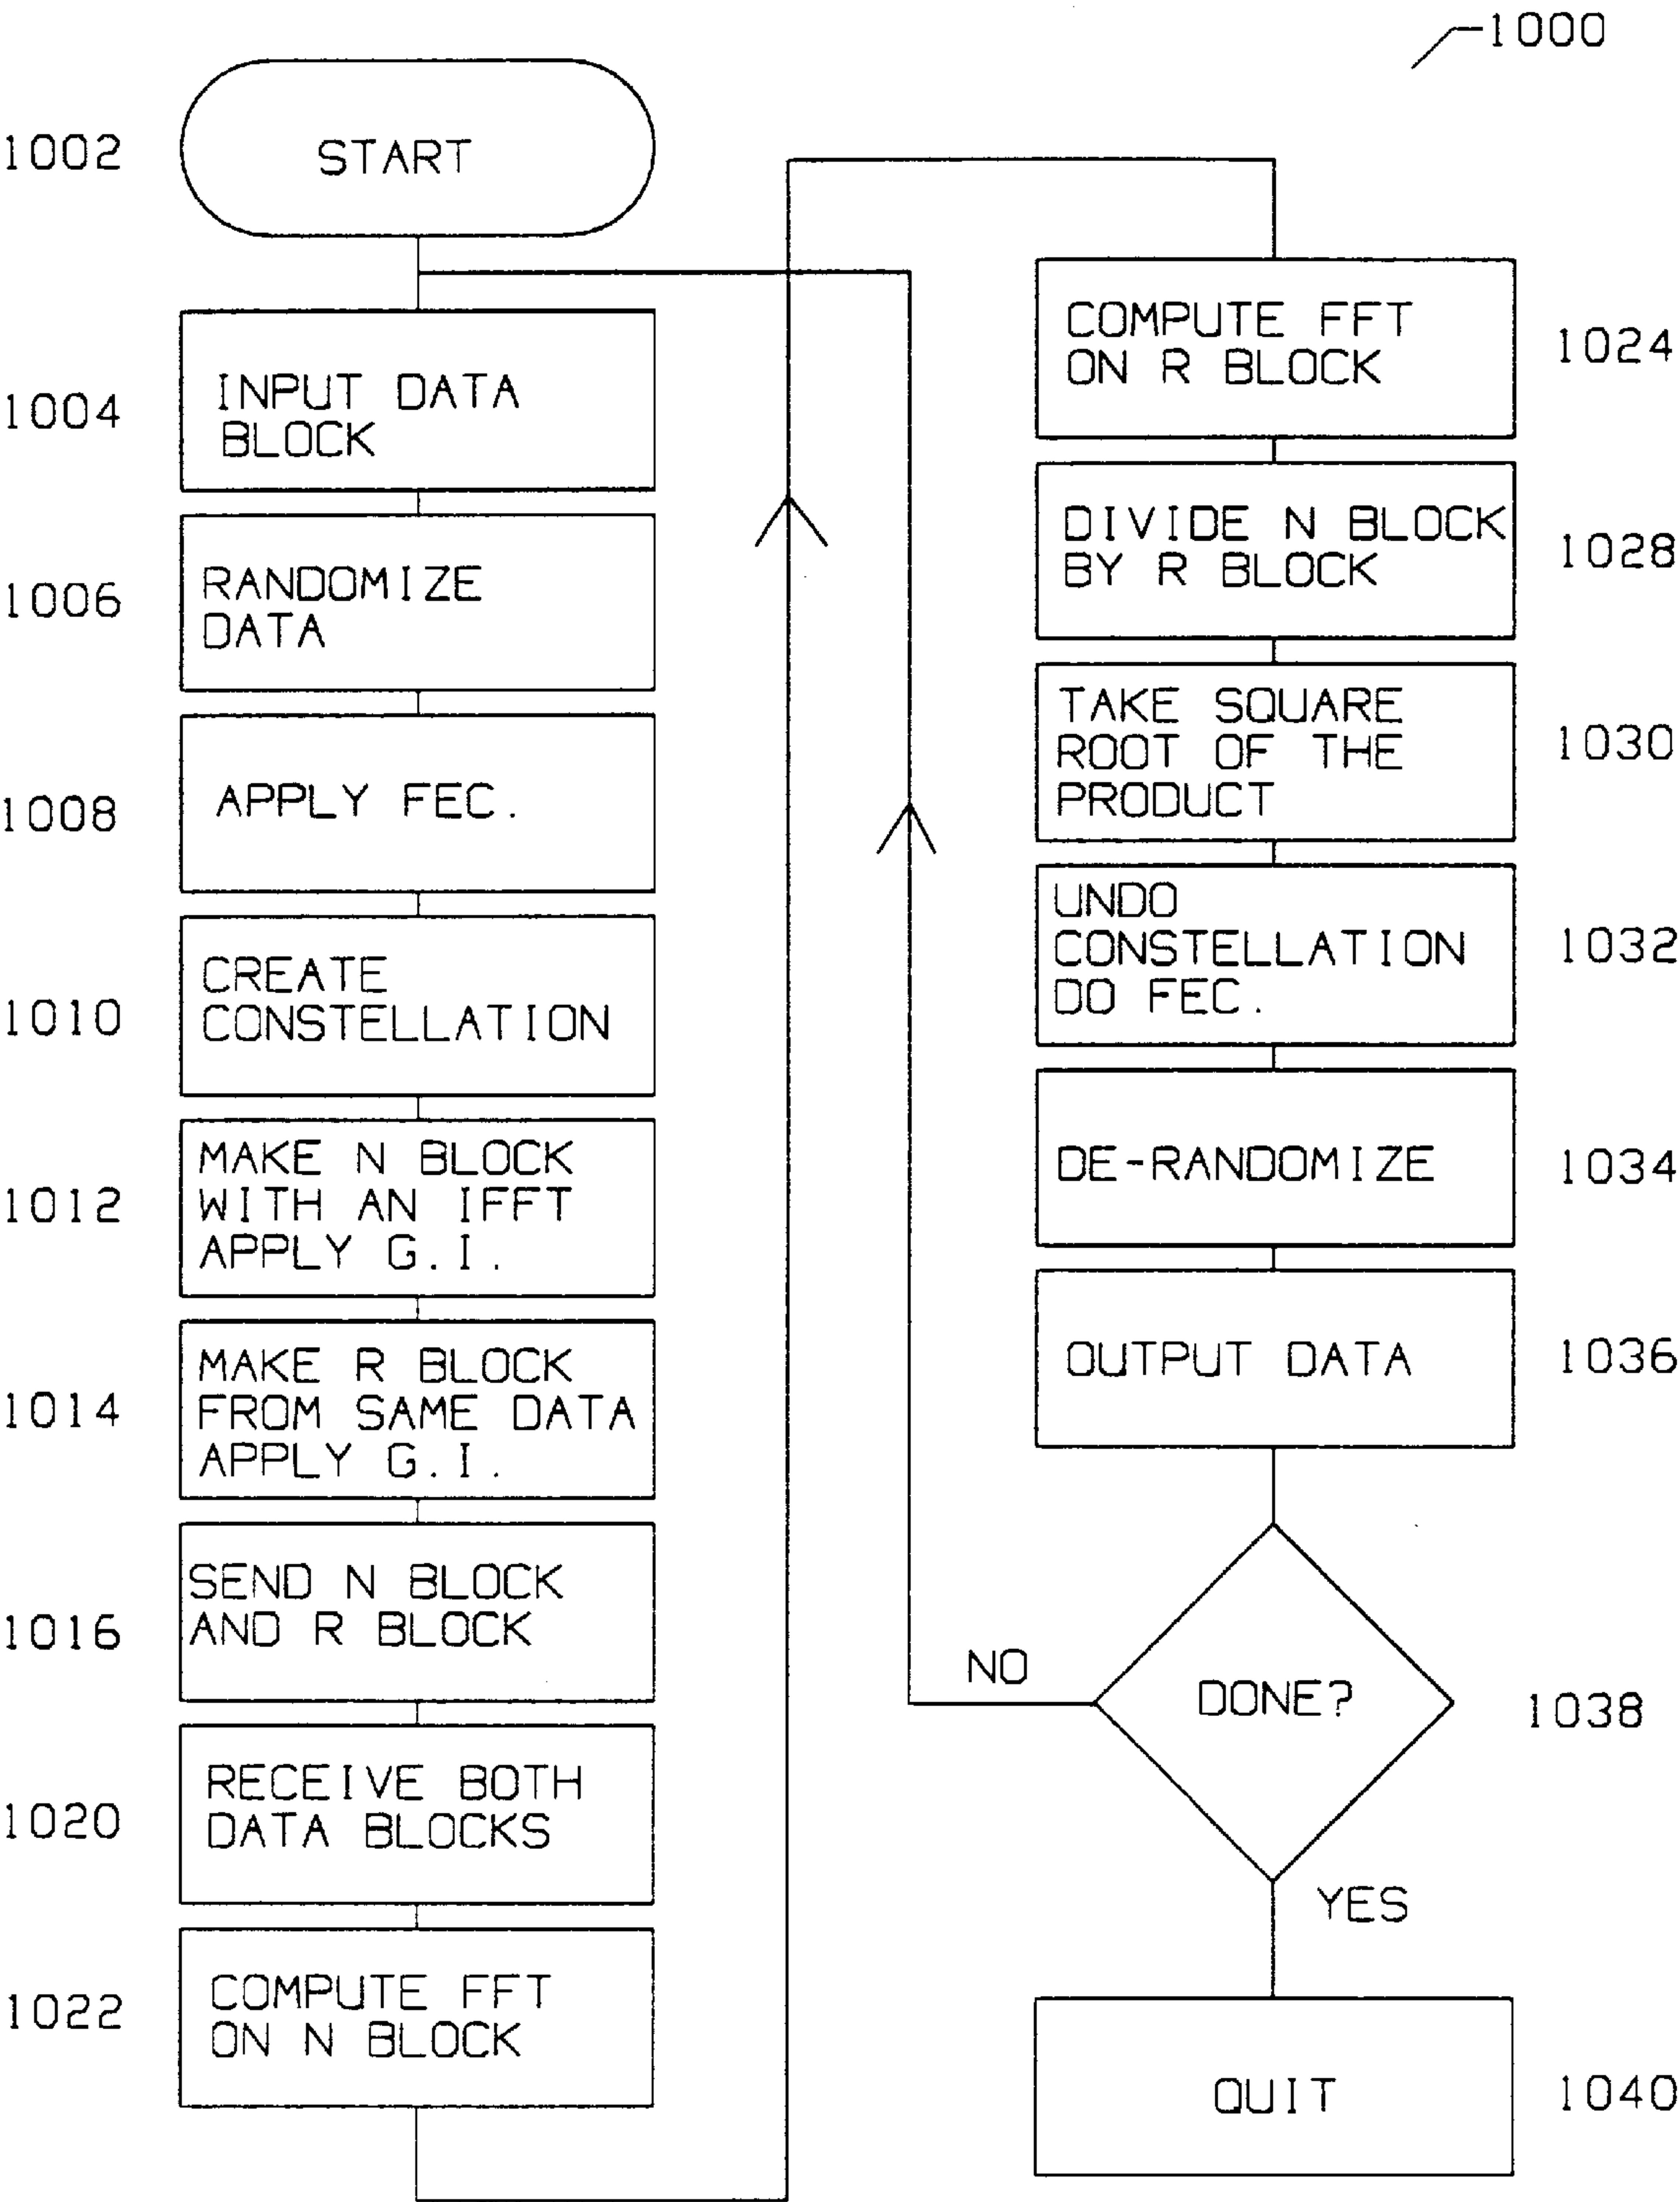 1000
1002
START
1004
INPUT DATA
BLOCK
1006
RANDOMIZE
DATA
1008
APPLY FEC.
1010
CREATE
CONSTELLATION
1012
MAKE N BLOCK
WITH AN IFFT
APPLY G.I.
1014
MAKE R BLOCK
FROM SAME DATA
APPLY G.I.
1016
SEND N BLOCK
AND R BLOCK
1020
RECEIVE BOTH
DATA BLOCKS
1022
COMPUTE FFT
ON N BLOCK
COMPUTE FFT
ON R BLOCK
1024
DIVIDE N BLOCK
BY R BLOCK
1028
TAKE SQUARE
ROOT OF THE
PRODUCT
1030
UNDO
CONSTELLATION
DO FEC.
1032
DE-RANDOMIZE
1034
OUTPUT DATA
1036
NO
DONE?
1038
YES
QUIT
1040